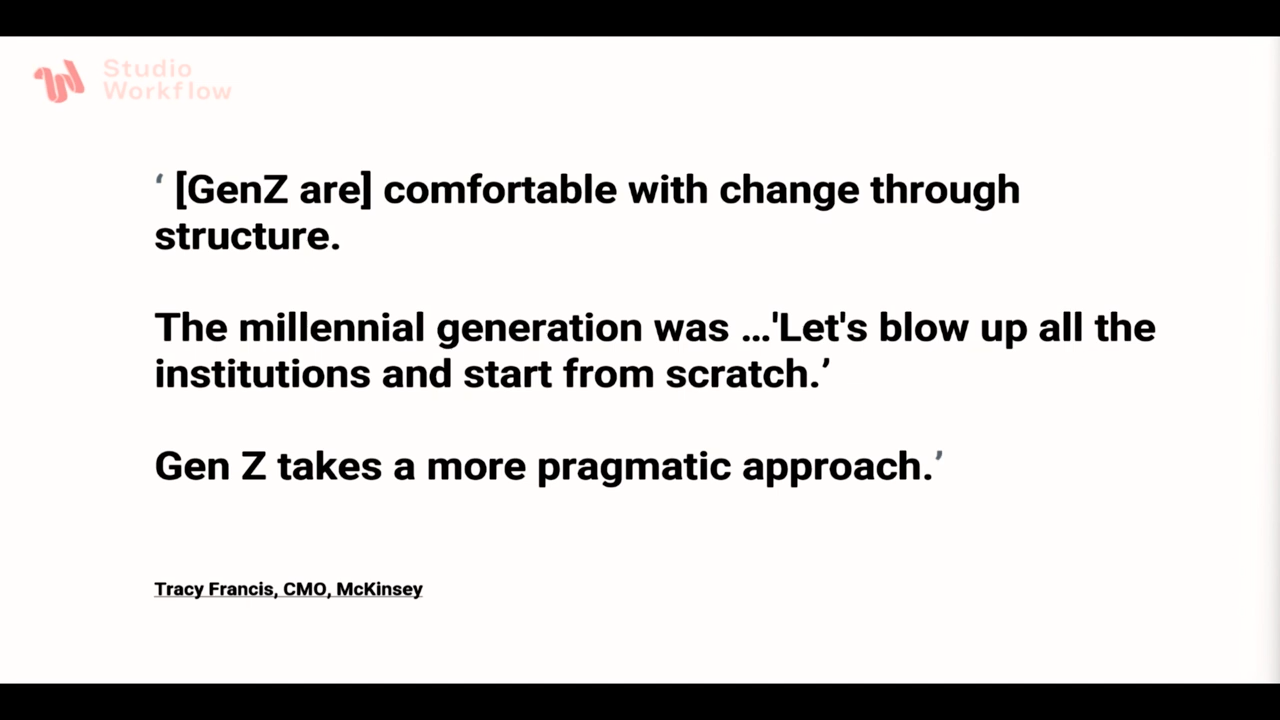 Studio
Workflow
‘ [GenZ are] comfortable with change through
structure.
The millennial generation was ...'Let's blow up all the
institutions and start from scratch.’
Gen Z takes a more pragmatic approach.’
Tracy Francis, CMO, McKinsey